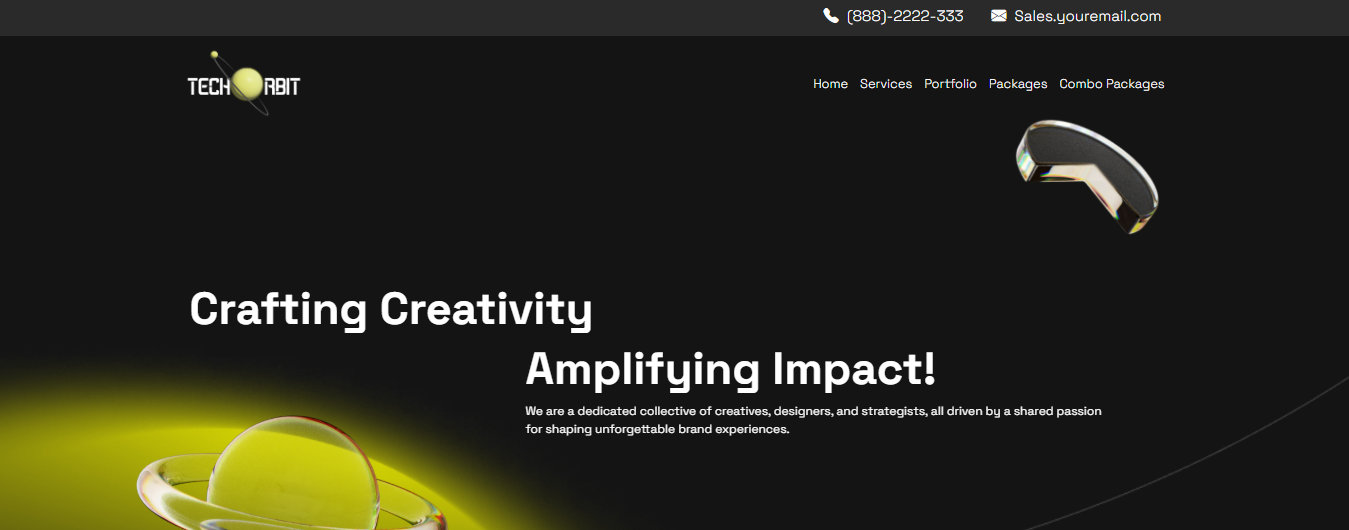 (888)-2222-333 Sales.youremail.com
TECH ORBIT
Home Services Portfolio Packages Combo Packages
Crafting Creativity
Amplifying Impact!
We are a dedicated collective of creatives, designers, and strategists, all driven by a shared passion
for shaping unforgettable brand experiences.